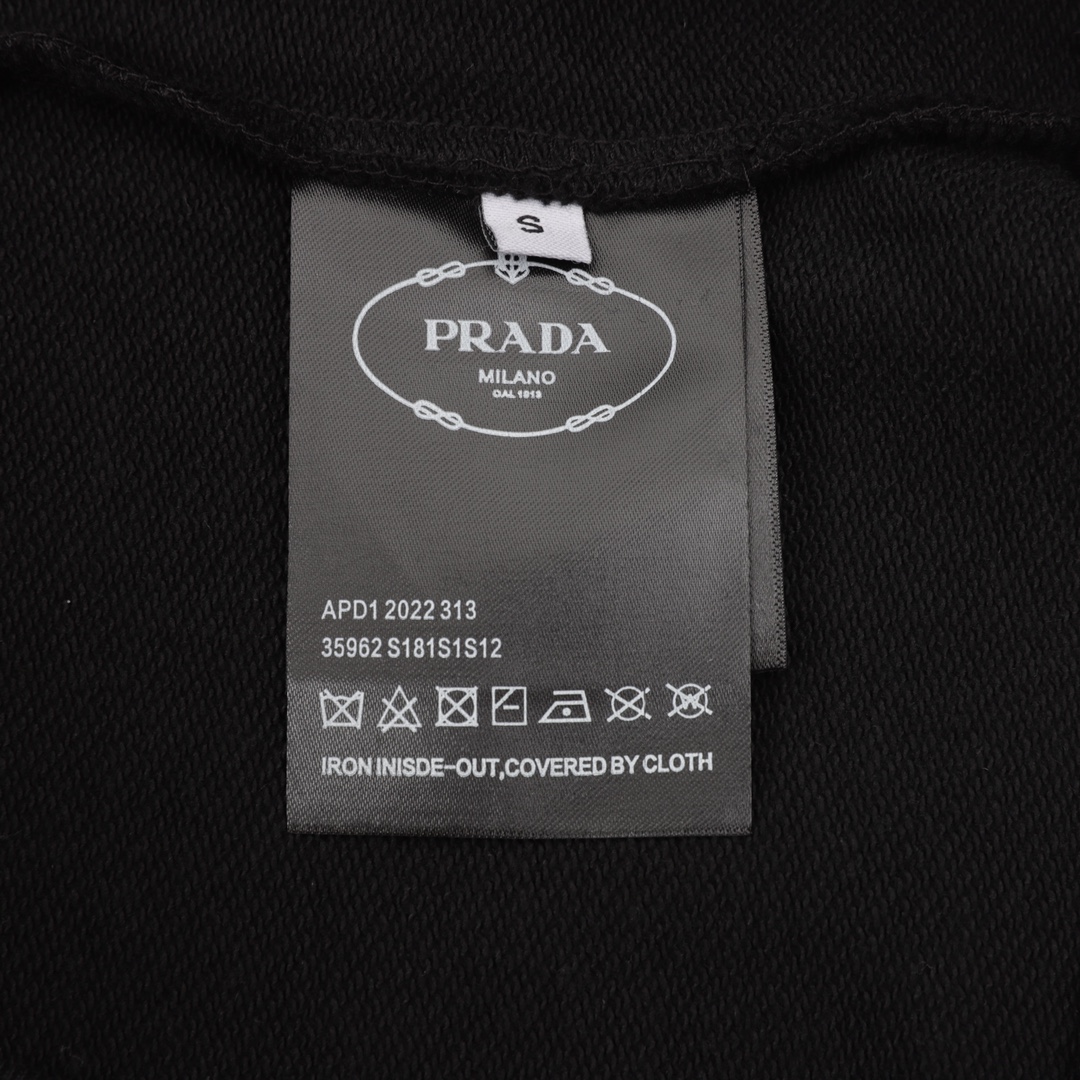 S
PRADA
MILANO
DAL 1913
APD1 2022 313
35962 S181S1S12
IRON INISDE-OUT,COVERED BY CLOTH